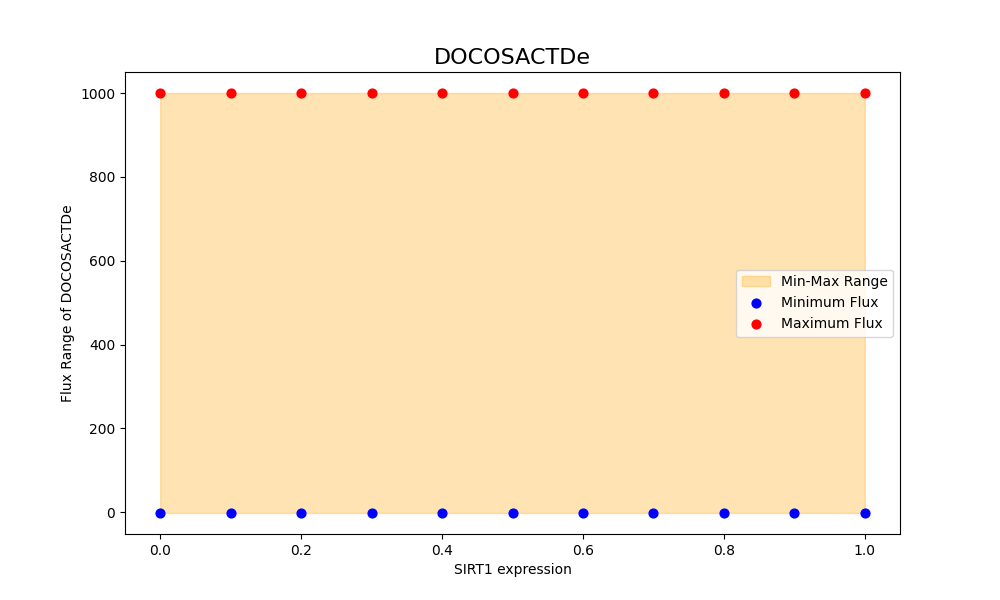 DOCOSACTDe
Flux Range of DOCOSACTDe
1000
800
600
400
200
0
Min-Max Range
Minimum Flux
Maximum Flux
0.0 0.2 0.4 0.6 0.8 1.0
SIRT1 expression